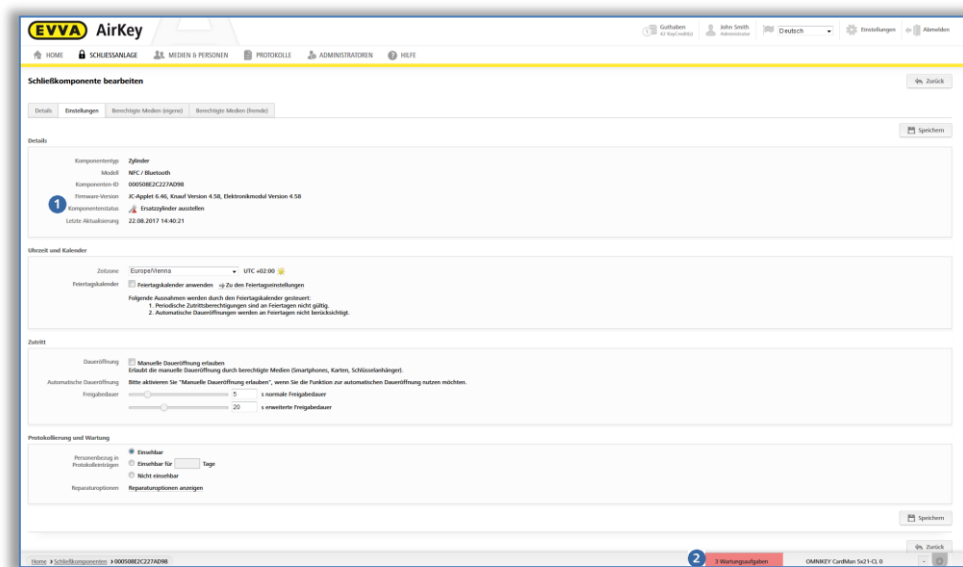 EVVA AirKey
Guthaben
42 KeyCredit(s)
John Smith
Administrator
Deutsch
Einstellungen
Abmelden
HOME SCHLIESSANLAGE MEDIEN & PERSONEN PROTOKOLLE ADMINISTRATOREN HILFE
Schließkomponente bearbeiten
Zurück
Details Einstellungen Berechtigte Medien (eigene) Berechtigte Medien (fremde)
Speichern
Details
Komponententyp Zylinder
Modell NFC / Bluetooth
Komponenten-ID 000508E2C227AD98
Firmware-Version JC-Applet 6.46, Knauf Version 4.58, Elektronikmodul Version 4.58
1 Komponentenstatus Ersatzzylinder ausstellen
Letzte Aktualisierung 22.08.2017 14:40:21
Uhrzeit und Kalender
Zeitzone Europe/Vienna UTC +02:00
Feiertagskalender Feiertagskalender anwenden Zu den Feiertagseinstellungen
Folgende Ausnahmen werden durch den Feiertagskalender gesteuert:
1. Periodische Zutrittsberechtigungen sind an Feiertagen nicht gültig.
2. Automatische Daueröffnungen werden an Feiertagen nicht berücksichtigt.
Zutritt
Daueröffnung Manuelle Daueröffnung erlauben
Erlaubt die manuelle Daueröffnung durch berechtigte Medien (Smartphones, Karten, Schlüsselanhänger).
Automatische Daueröffnung Bitte aktivieren Sie "Manuelle Daueröffnung erlauben", wenn Sie die Funktion zur automatischen Daueröffnung nutzen möchten.
Freigabedauer 5 s normale Freigabedauer
20 s erweiterte Freigabedauer
Protokollierung und Wartung
Personenbezug in
Protokolleinträgen
Einsehbar
Einsehbar für Tage
Nicht einsehbar
Reparaturoptionen Reparaturoptionen anzeigen
Speichern
Zurück
Home Schließkomponenten 000508E2C227AD98
2 3 Wartungsaufgaben OMNIKEY CardMan 5x21-CL 0